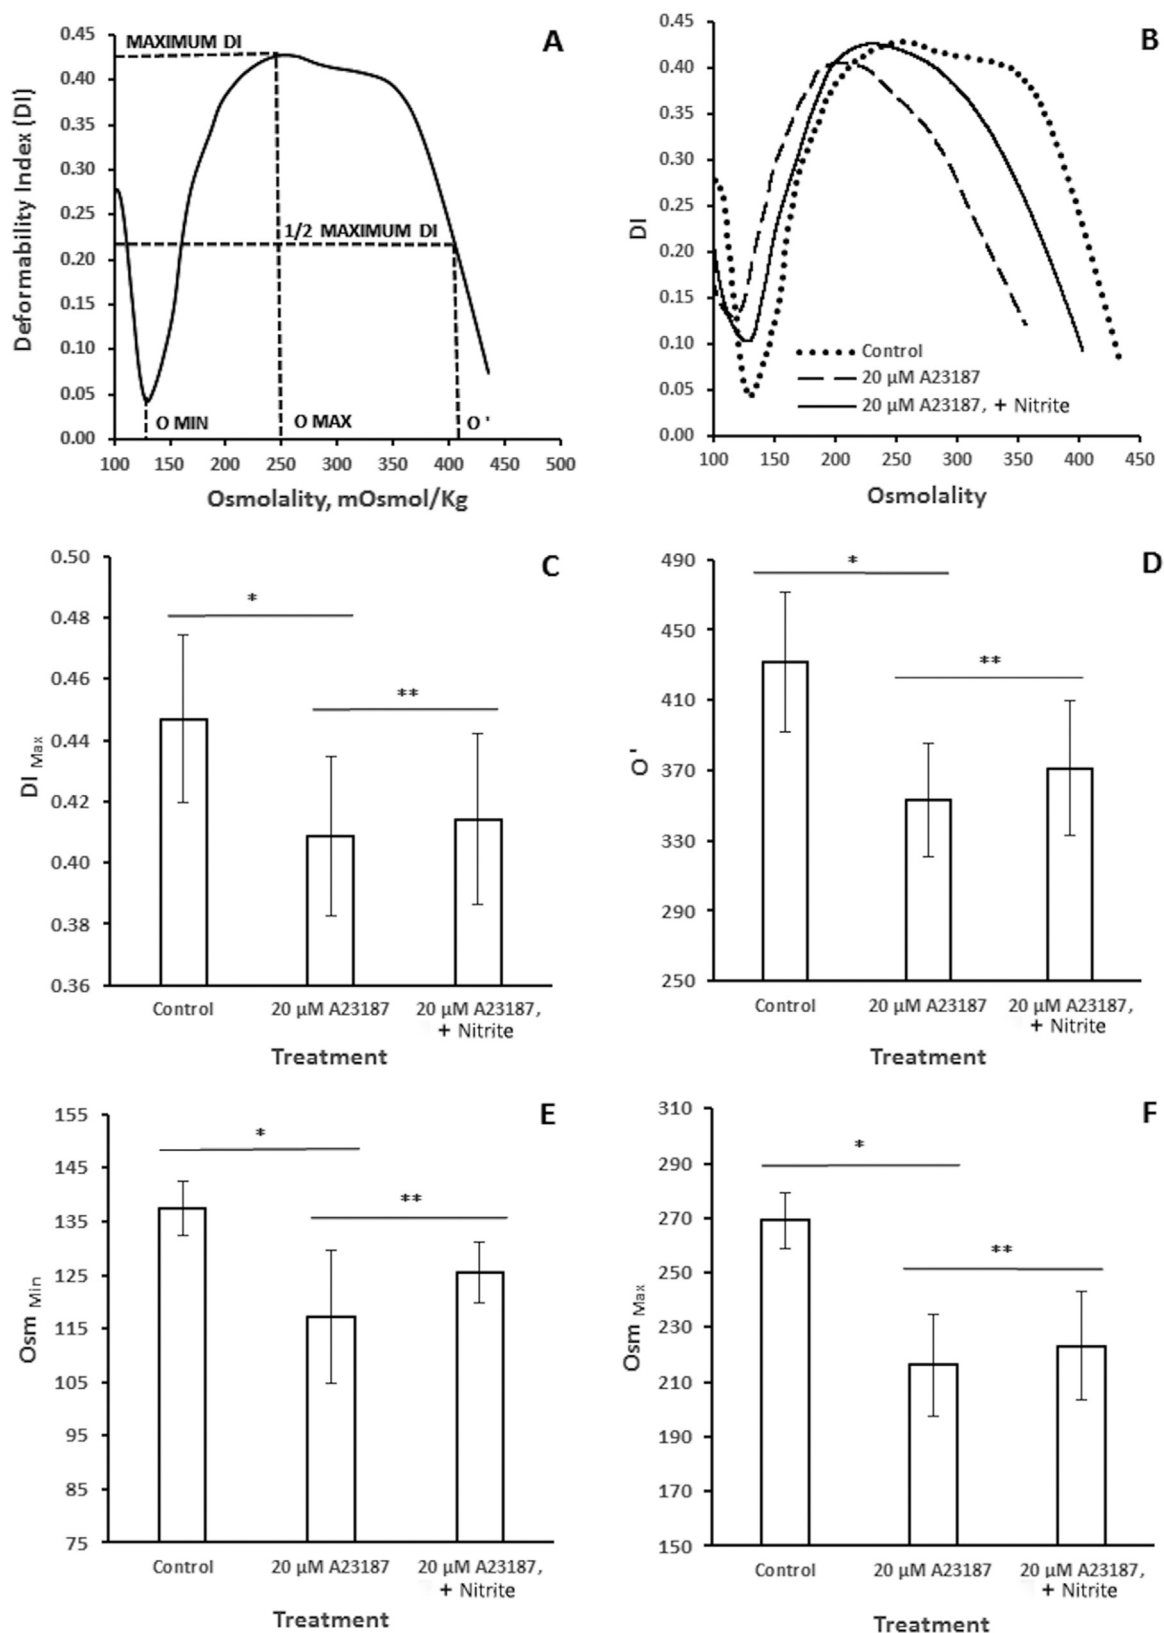 A
Deformability Index (DI)
0.45
0.40
0.35
0.30
0.25
0.20
0.15
0.10
0.05
0.00
MAXIMUM DI
1/2 MAXIMUM DI
O MIN
O MAX
O '
100 150 200 250 300 350 400 450 500
Osmolality, mOsmol/Kg
B
DI
0.45
0.40
0.35
0.30
0.25
0.20
0.15
0.10
0.05
0.00
Control
20 μM A23187
20 μM A23187, + Nitrite
100 150 200 250 300 350 400 450
Osmolality
C
DI Max
0.50
0.48
0.46
0.44
0.42
0.40
0.38
0.36
*
**
Control 20 μM A23187 20 μM A23187,
+ Nitrite
Treatment
D
O '
490
450
410
370
330
290
250
*
**
Control 20 μM A23187 20 μM A23187,
+ Nitrite
Treatment
E
Osm Min
155
145
135
125
115
105
95
85
75
*
**
Control 20 μM A23187 20 μM A23187,
+ Nitrite
Treatment
F
Osm Max
310
290
270
250
230
210
190
170
150
*
**
Control 20 μM A23187 20 μM A23187,
+ Nitrite
Treatment